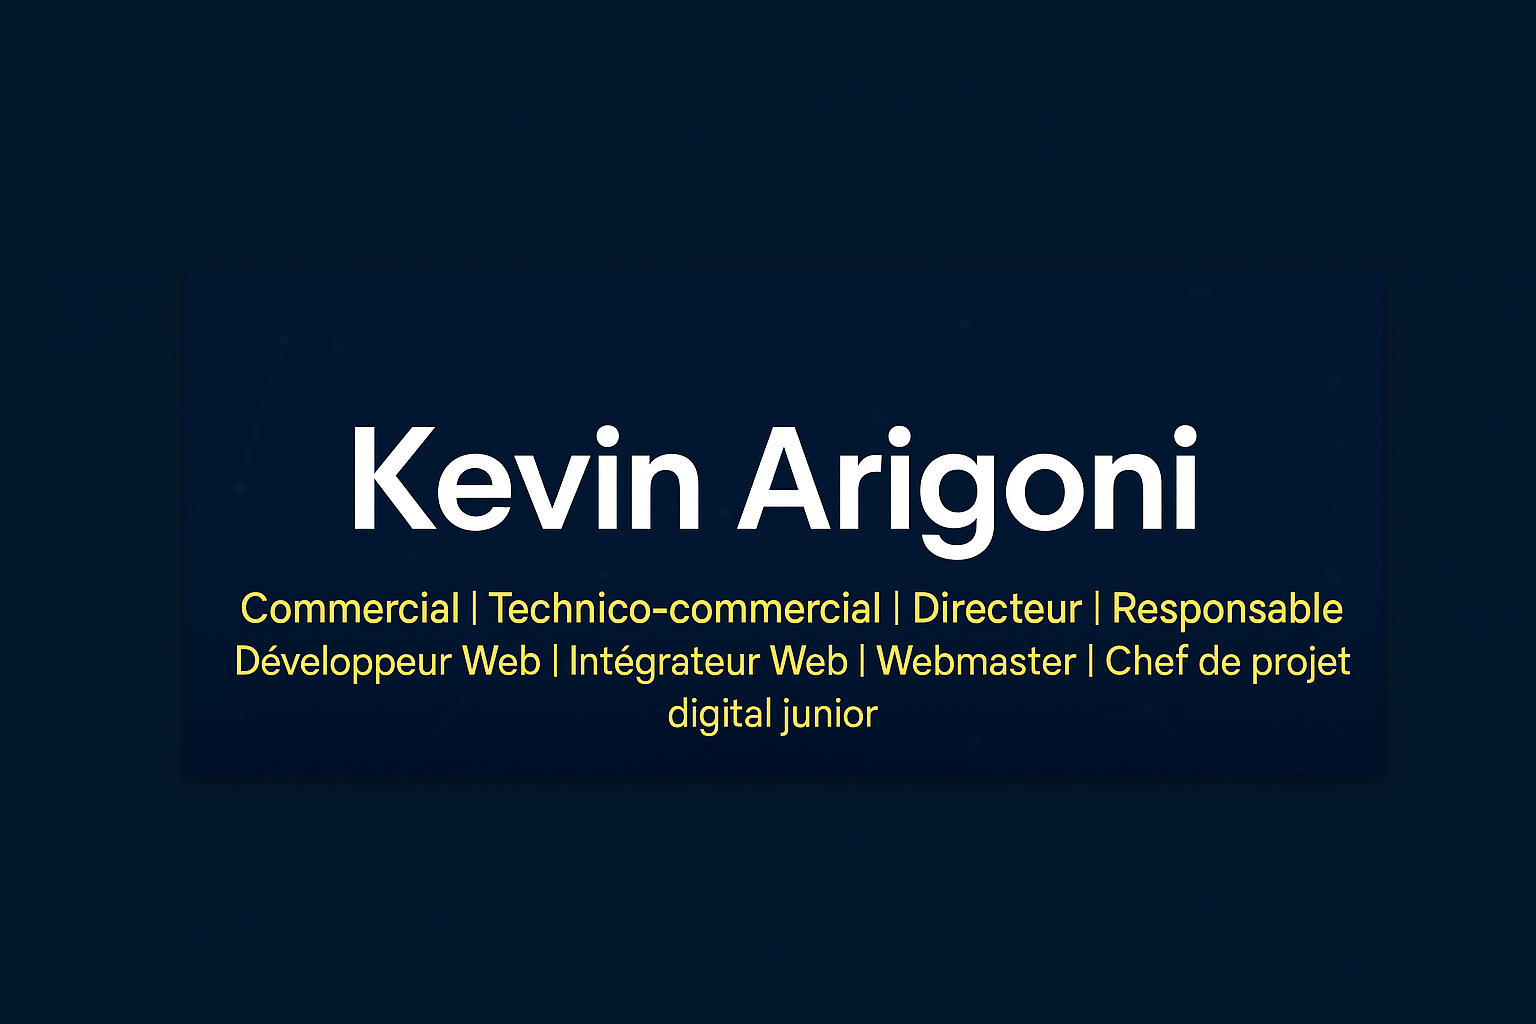 Kevin Arigoni
Commercial | Technico-commercial | Directeur | Responsable
Développeur Web | Intégrateur Web | Webmaster | Chef de projet
digital junior